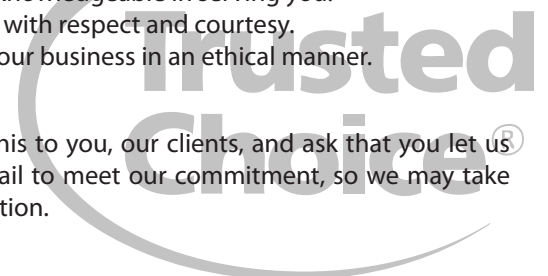 in serving you.
with respect and courtesy.
our business in an ethical manner.
Trusted
Choice®
his to you, our clients, and ask that you let us
ail to meet our commitment, so we may take
tion.